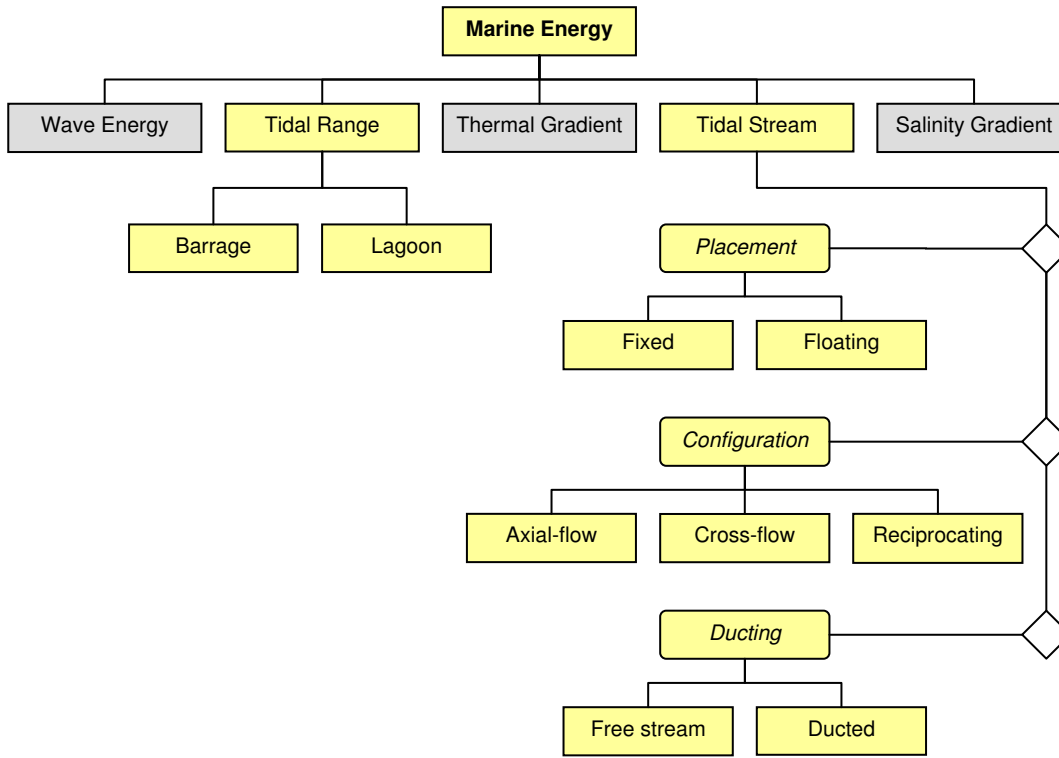 Marine Energy
Wave Energy
Tidal Range
Thermal Gradient
Tidal Stream
Salinity Gradient
Barrage
Lagoon
Placement
Fixed
Floating
Configuration
Axial-flow
Cross-flow
Reciprocating
Ducting
Free stream
Ducted